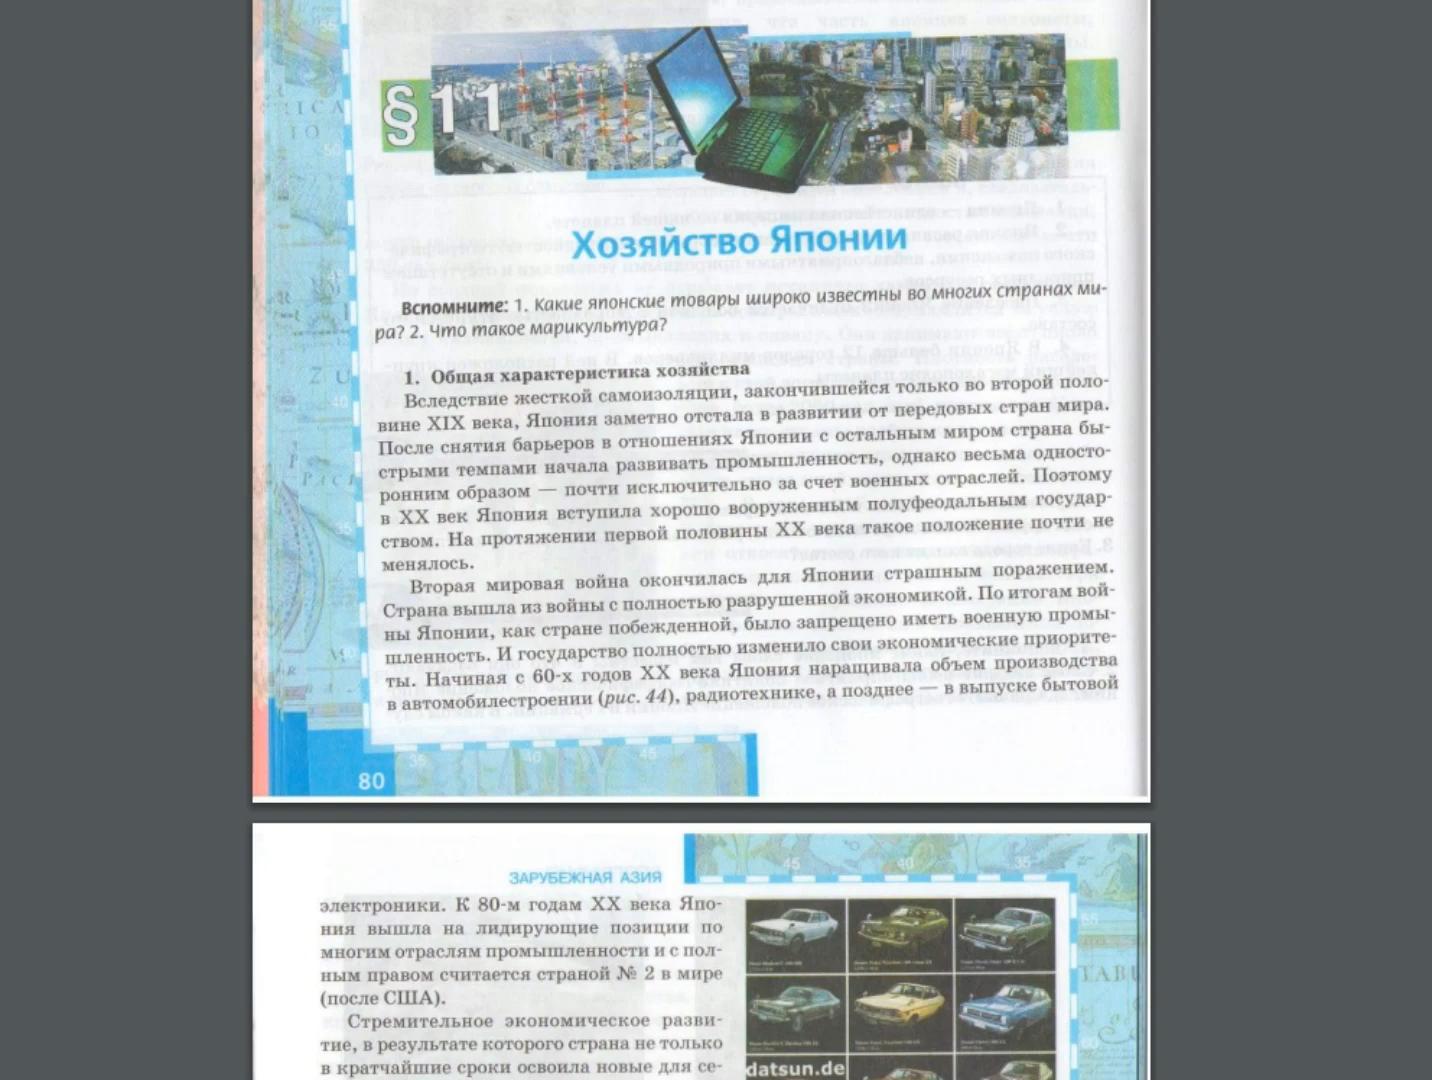 § 11
Хозяйство Японии
Вспомните: 1. Какие японские товары широко известны во многих странах ми-
ра? 2. Что такое марикультура?
1. Общая характеристика хозяйства
Вследствие жесткой самоизоляции, закончившейся только во второй поло-
вине XIX века, Япония заметно отстала в развитии от передовых стран мира.
После снятия барьеров в отношениях Японии с остальным миром страна бы-
стрыми темпами начала развивать промышленность, однако весьма односто-
ронним образом — почти исключительно за счет военных отраслей. Поэтому
в XX век Япония вступила хорошо вооруженным полуфеодальным государ-
ством. На протяжении первой половины XX века такое положение почти не
менялось.
Вторая мировая война окончилась для Японии страшным поражением.
Страна вышла из войны с полностью разрушенной экономикой. По итогам вой-
ны Японии, как стране побежденной, было запрещено иметь военную промы-
шленность. И государство полностью изменило свои экономические приорите-
ты. Начиная с 60-х годов XX века Япония наращивала объем производства
в автомобилестроении (рис. 44), радиотехнике, а позднее — в выпуске бытовой
35 40 45
80
ЗАРУБЕЖНАЯ АЗИЯ
45 40 35
электроники. К 80-м годам XX века Япо-
ния вышла на лидирующие позиции по
многим отраслям промышленности и с пол-
ным правом считается страной № 2 в мире
(после США).
Стремительное экономическое разви-
тие, в результате которого страна не только
в кратчайшие сроки освоила новые для се-
datsun.de